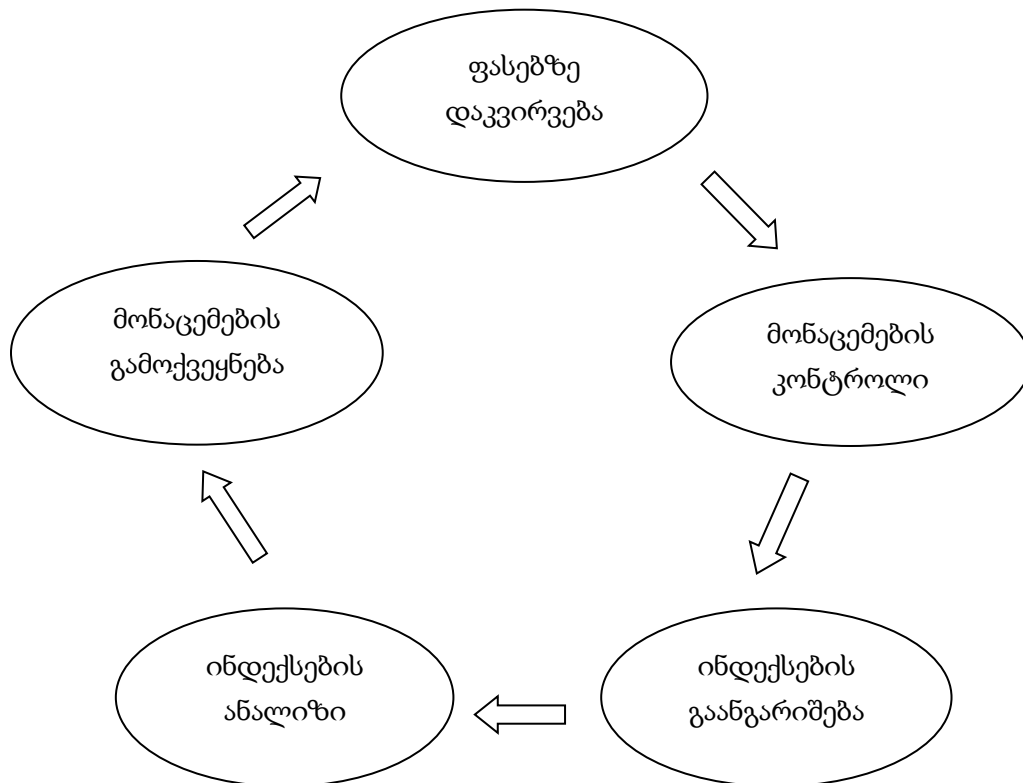 ფასებზე
დაკვირვება
მონაცემების
კონტროლი
ინდექსების
გაანგარიშება
ინდექსების
ანალიზი
მონაცემების
გამოქვეყნება